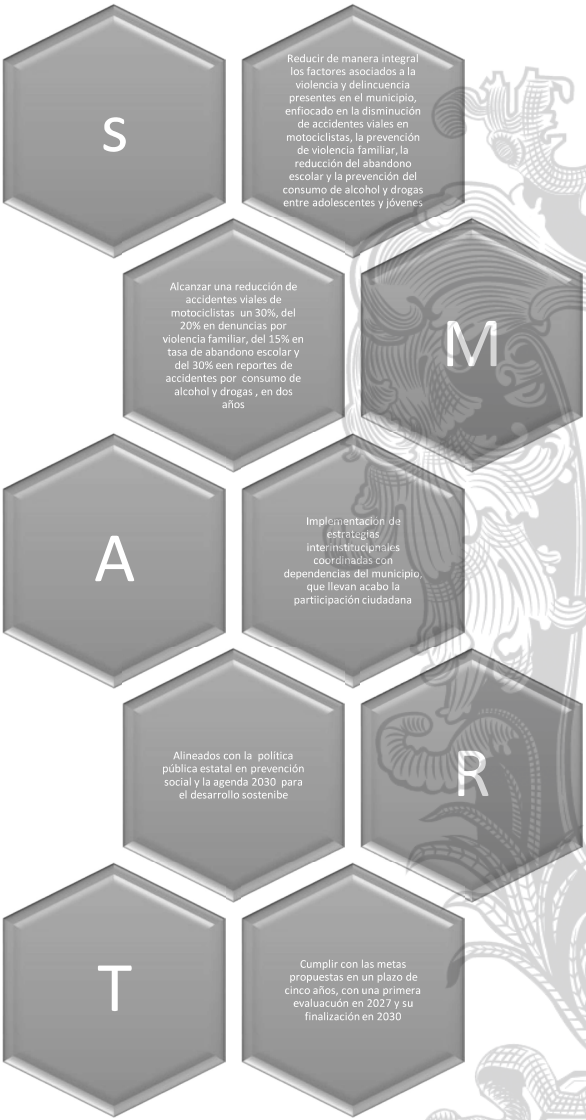 S
Reducir de manera integral
los factores asociados a la
violencia y delincuencia
presentes en el municipio,
enfiocado en la disminución
de accidentes viales en
motociclistas, la prevención
de violencia familiar, la
reducción del abandono
escolar y la prevención del
consumo de alcohol y drogas
entre adolescentes y jóvenes
Alcanzar una reducción de
accidentes viales de
motociclistas un 30%, del
20% en denuncias por
violencia familiar, del 15% en
tasa de abandono escolar y
del 30% een reportes de
accidentes por consumo de
alcohol y drogas , en dos
años
M
A
Implementación de
estrategias
interinstitucipnales
coordinadas con
dependencias del municipio,
que llevan acabo la
partiicipación ciudadana
Alineados con la política
pública estatal en prevención
social y la agenda 2030 para
el desarrollo sostenibe
R
T
Cumplir con las metas
propuestas en un plazo de
cinco años, con una primera
evaluacuón en 2027 y su
finalización en 2030